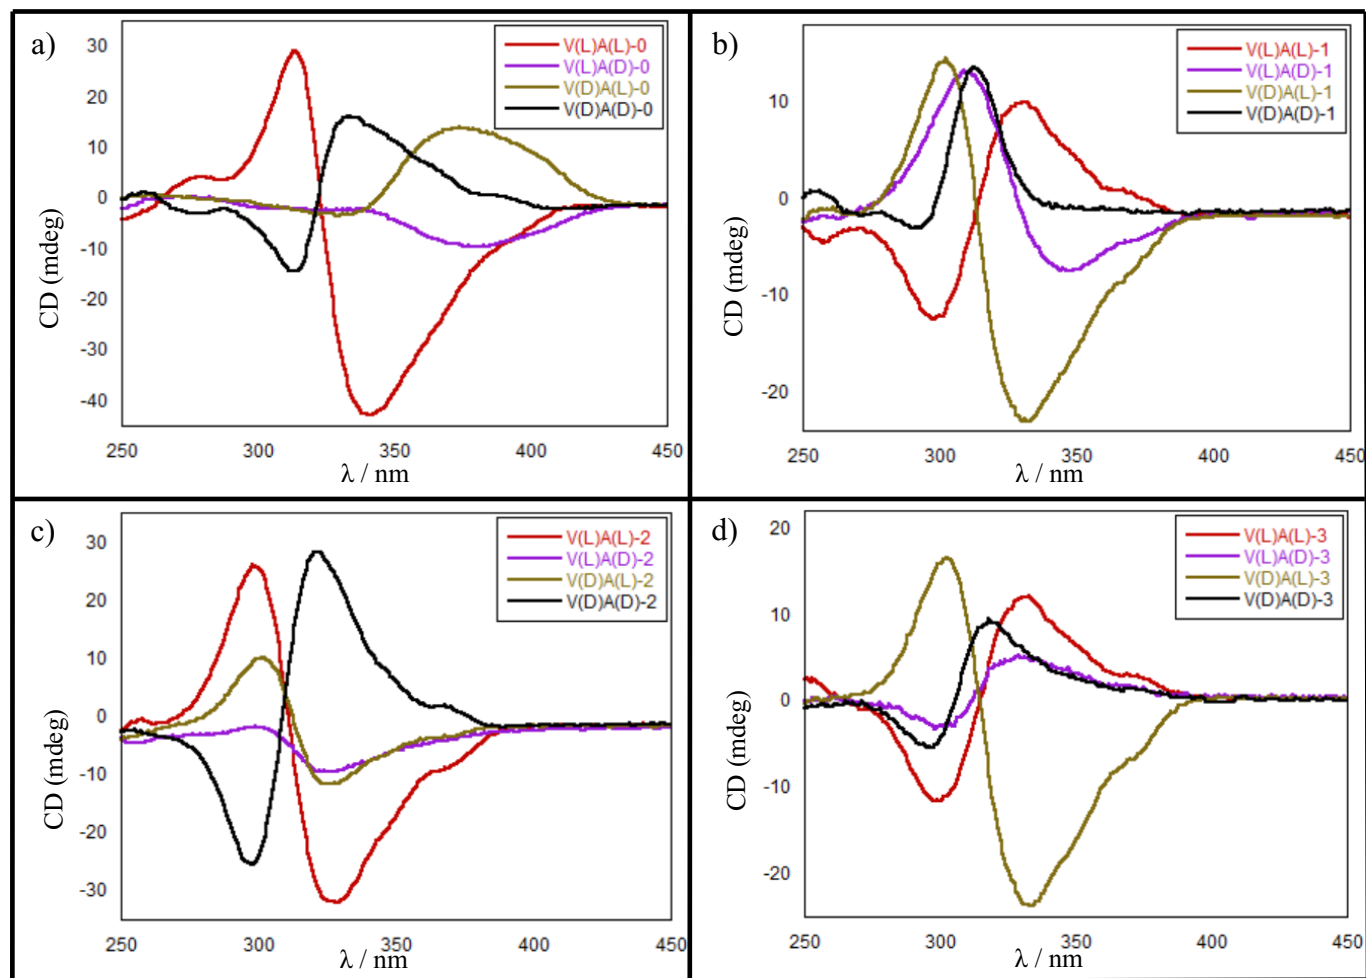 a)
V(L)A(L)-0
V(L)A(D)-0
V(D)A(L)-0
V(D)A(D)-0
30
20
10
0
-10
-20
-30
-40
CD (mdeg)
250 300 350 400 450
λ / nm
b)
V(L)A(L)-1
V(L)A(D)-1
V(D)A(L)-1
V(D)A(D)-1
10
0
-10
-20
CD (mdeg)
250 300 350 400 450
λ / nm
c)
V(L)A(L)-2
V(L)A(D)-2
V(D)A(L)-2
V(D)A(D)-2
30
20
10
0
-10
-20
-30
CD (mdeg)
250 300 350 400 450
λ / nm
d)
V(L)A(L)-3
V(L)A(D)-3
V(D)A(L)-3
V(D)A(D)-3
20
10
0
-10
-20
CD (mdeg)
250 300 350 400 450
λ / nm